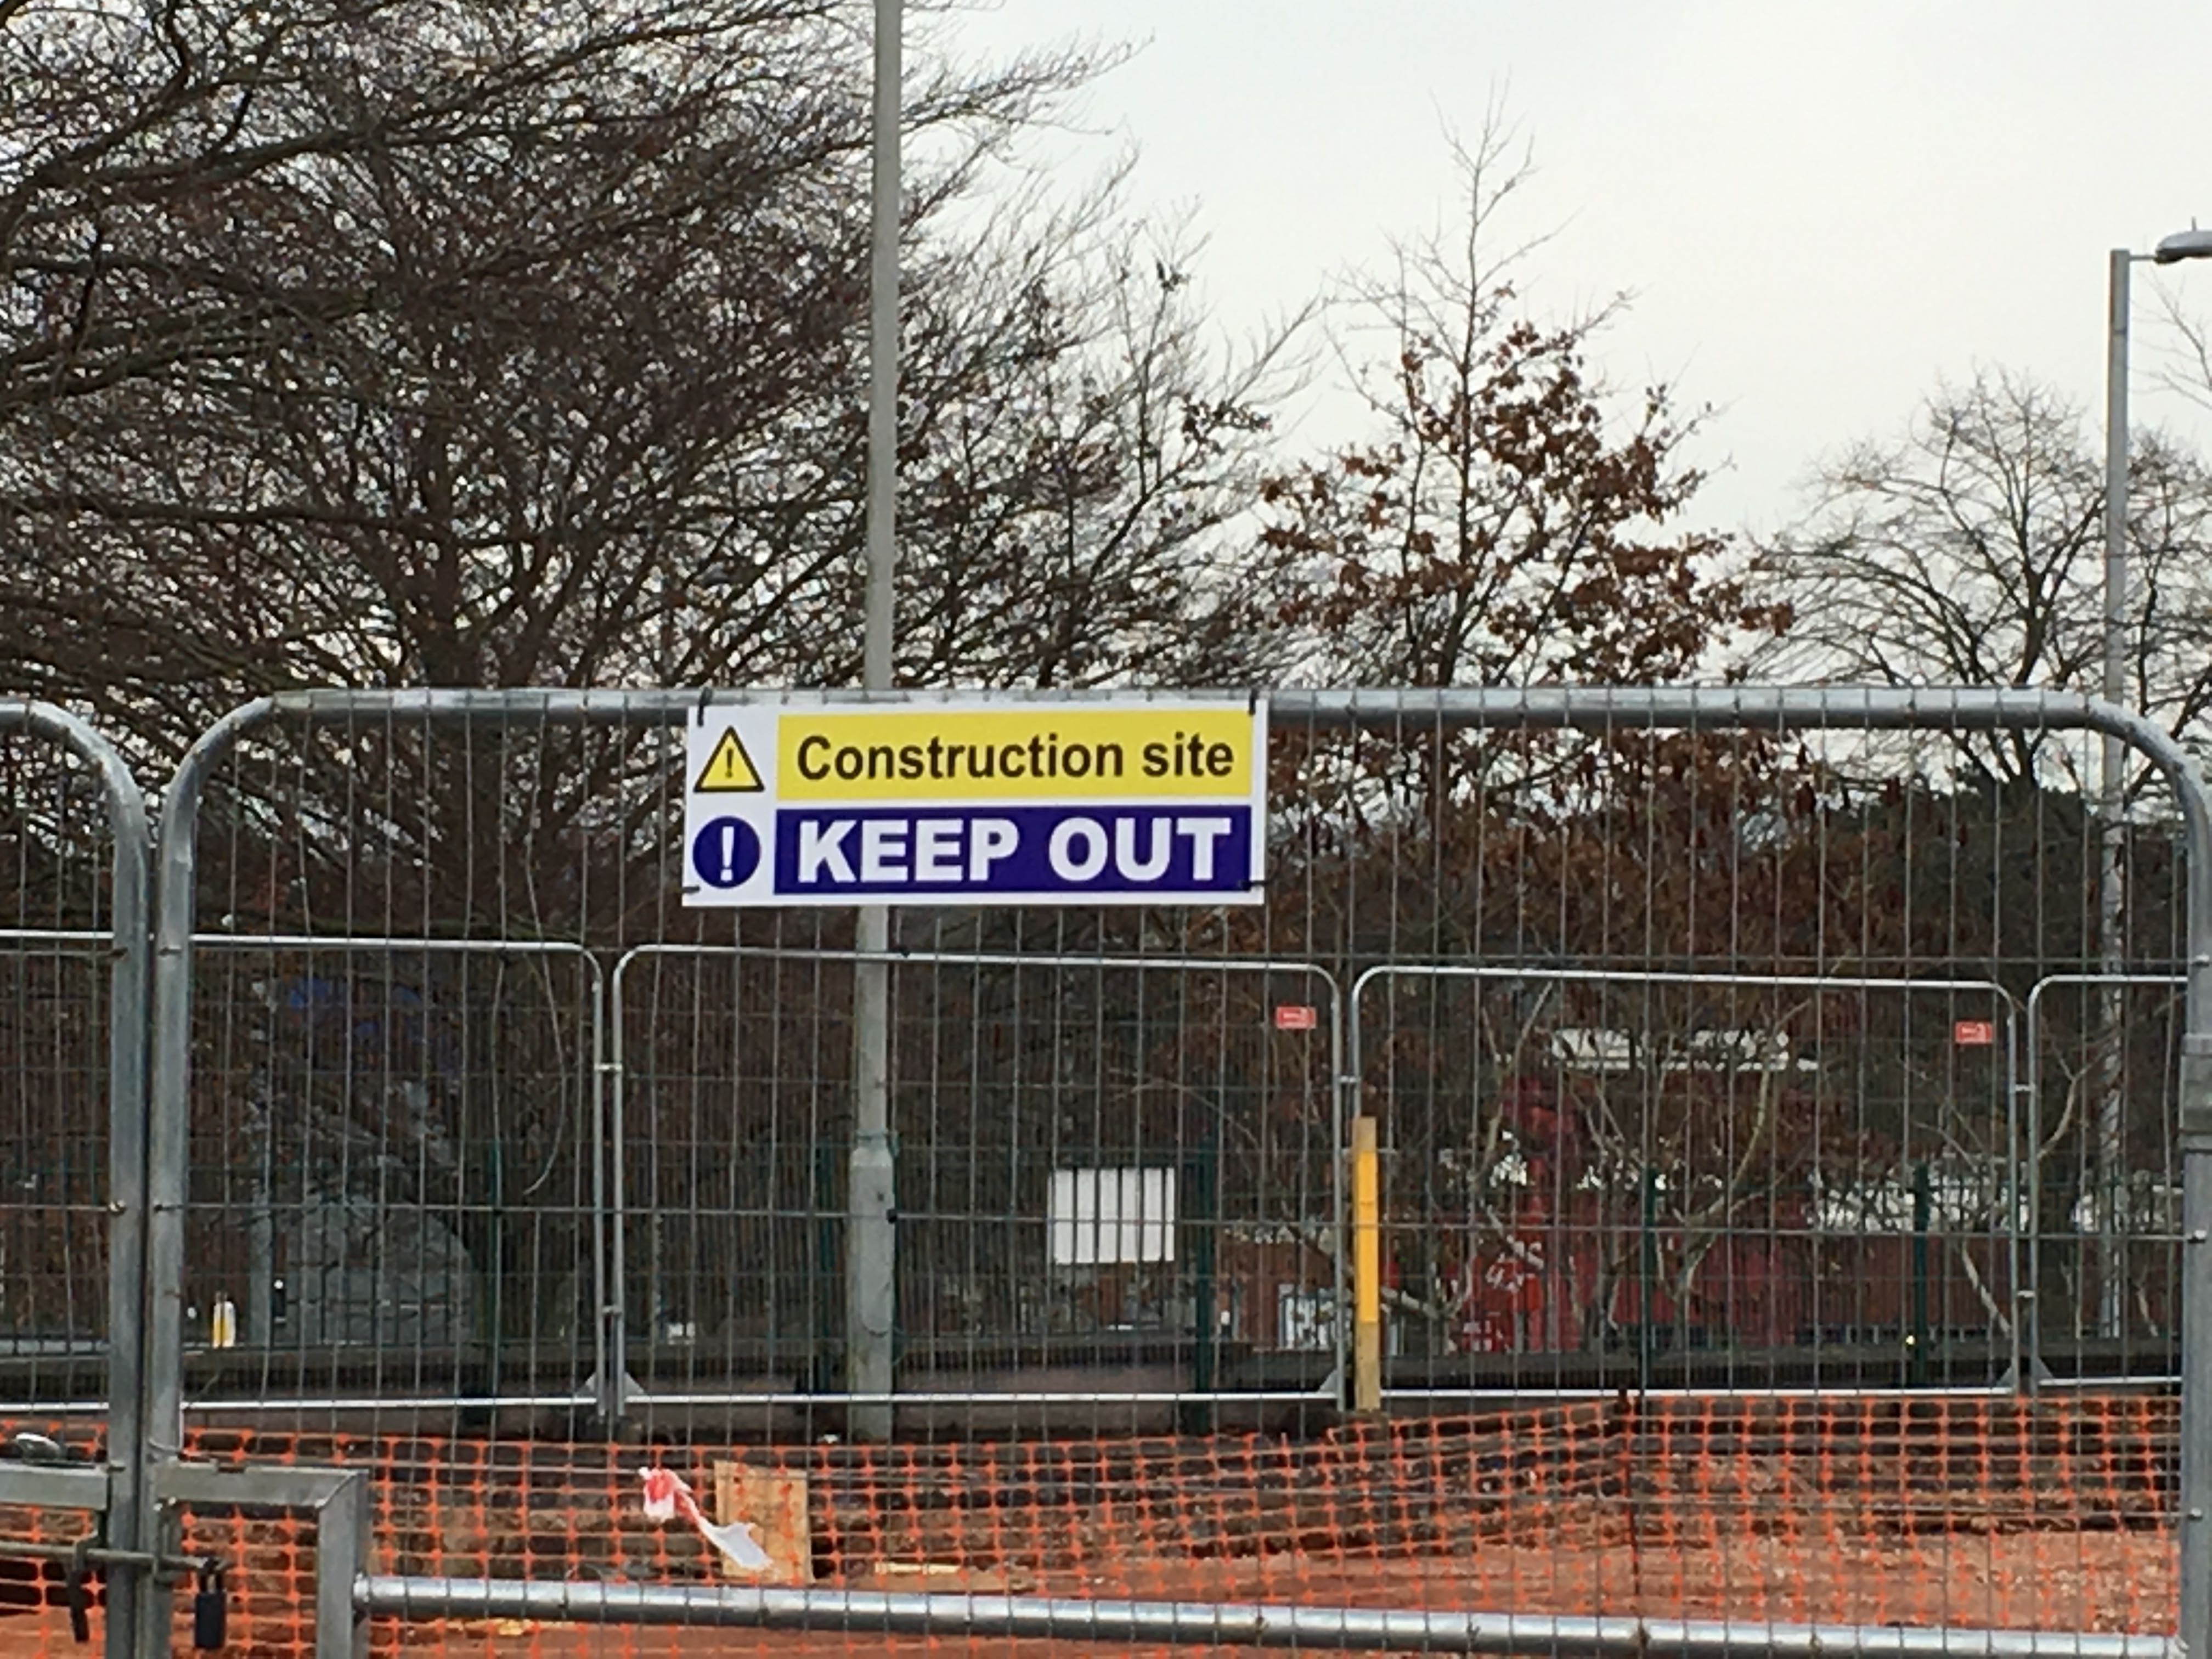 Construction site
KEEP OUT